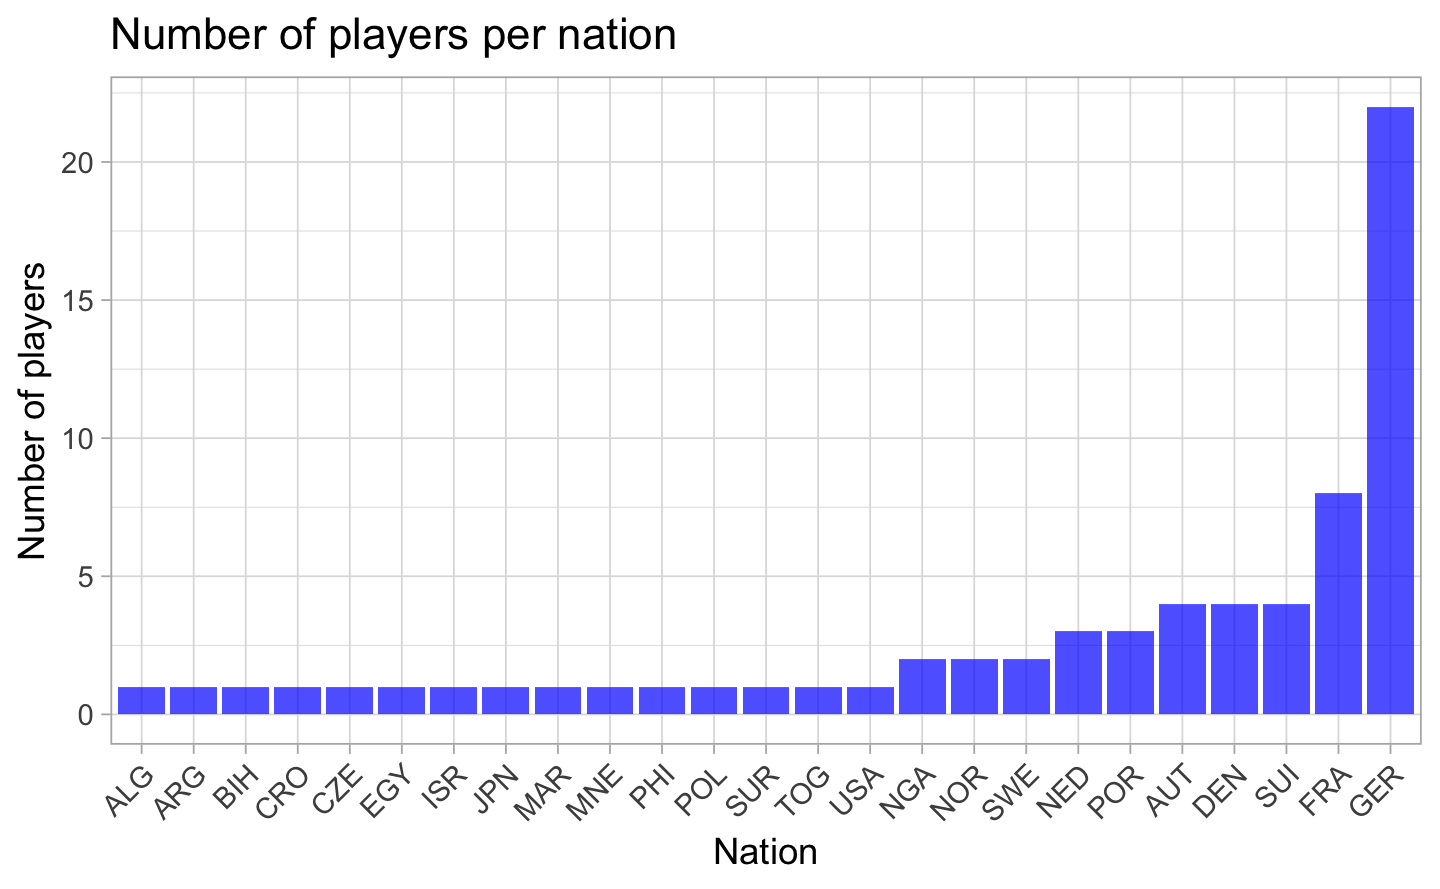 Number of players per nation
Number of players
20
15
10
5
0
ALG ARG BIH CRO CZE EGY ISR JPN MAR MNE PHI POL SUR TOG USA NGA NOR SWE NED POR AUT DEN SUI FRA GER
Nation